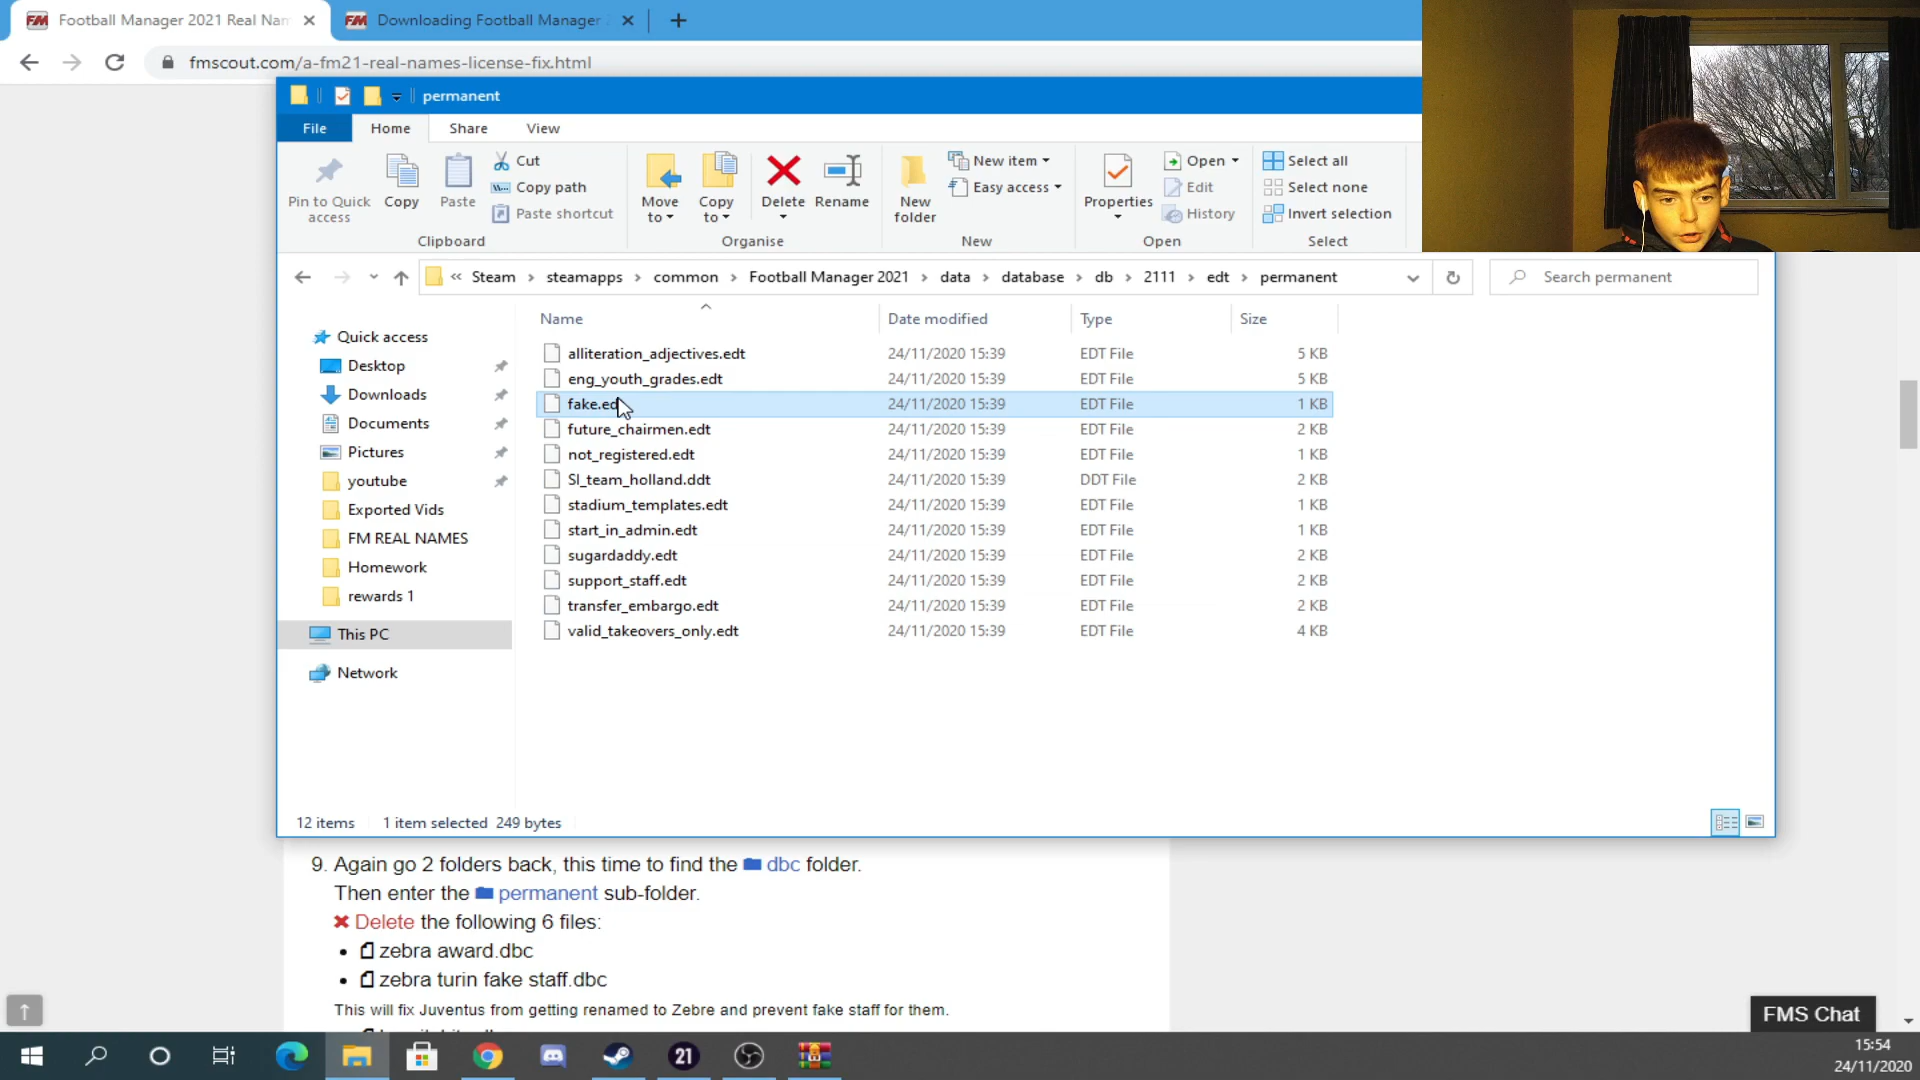 Football Manager 2021 Real Nam
Downloading Football Manager 2
fmscout.com/a-fm21-real-names-license-fix.html
permanent
File
Home
Share
View
Pin to Quick access
Copy
Paste
Cut
Copy path
Paste shortcut
Move to
Copy to
Delete
Rename
New folder
New item
Easy access
Properties
Open
Edit
History
Select all
Select none
Invert selection
Clipboard
Organise
New
Open
Select
« Steam > steamapps > common > Football Manager 2021 > data > database > db > 2111 > edt > permanent
Search permanent
Name Date modified Type Size
Quick access
Desktop
Downloads
Documents
Pictures
youtube
Exported Vids
FM REAL NAMES
Homework
rewards 1
This PC
Network
alliteration_adjectives.edt 24/11/2020 15:39 EDT File 5 KB
eng_youth_grades.edt 24/11/2020 15:39 EDT File 5 KB
fake.ed 24/11/2020 15:39 EDT File 1 KB
future_chairmen.edt 24/11/2020 15:39 EDT File 2 KB
not_registered.edt 24/11/2020 15:39 EDT File 1 KB
SI_team_holland.ddt 24/11/2020 15:39 DDT File 2 KB
stadium_templates.edt 24/11/2020 15:39 EDT File 1 KB
start_in_admin.edt 24/11/2020 15:39 EDT File 1 KB
sugardaddy.edt 24/11/2020 15:39 EDT File 2 KB
support_staff.edt 24/11/2020 15:39 EDT File 2 KB
transfer_embargo.edt 24/11/2020 15:39 EDT File 2 KB
valid_takeovers_only.edt 24/11/2020 15:39 EDT File 4 KB
12 items 1 item selected 249 bytes
9. Again go 2 folders back, this time to find the dbc folder.
Then enter the permanent sub-folder.
Delete the following 6 files:
• zebra award.dbc
• zebra turin fake staff.dbc
This will fix Juventus from getting renamed to Zebre and prevent fake staff for them.
FMS Chat
21
15:54
24/11/2020